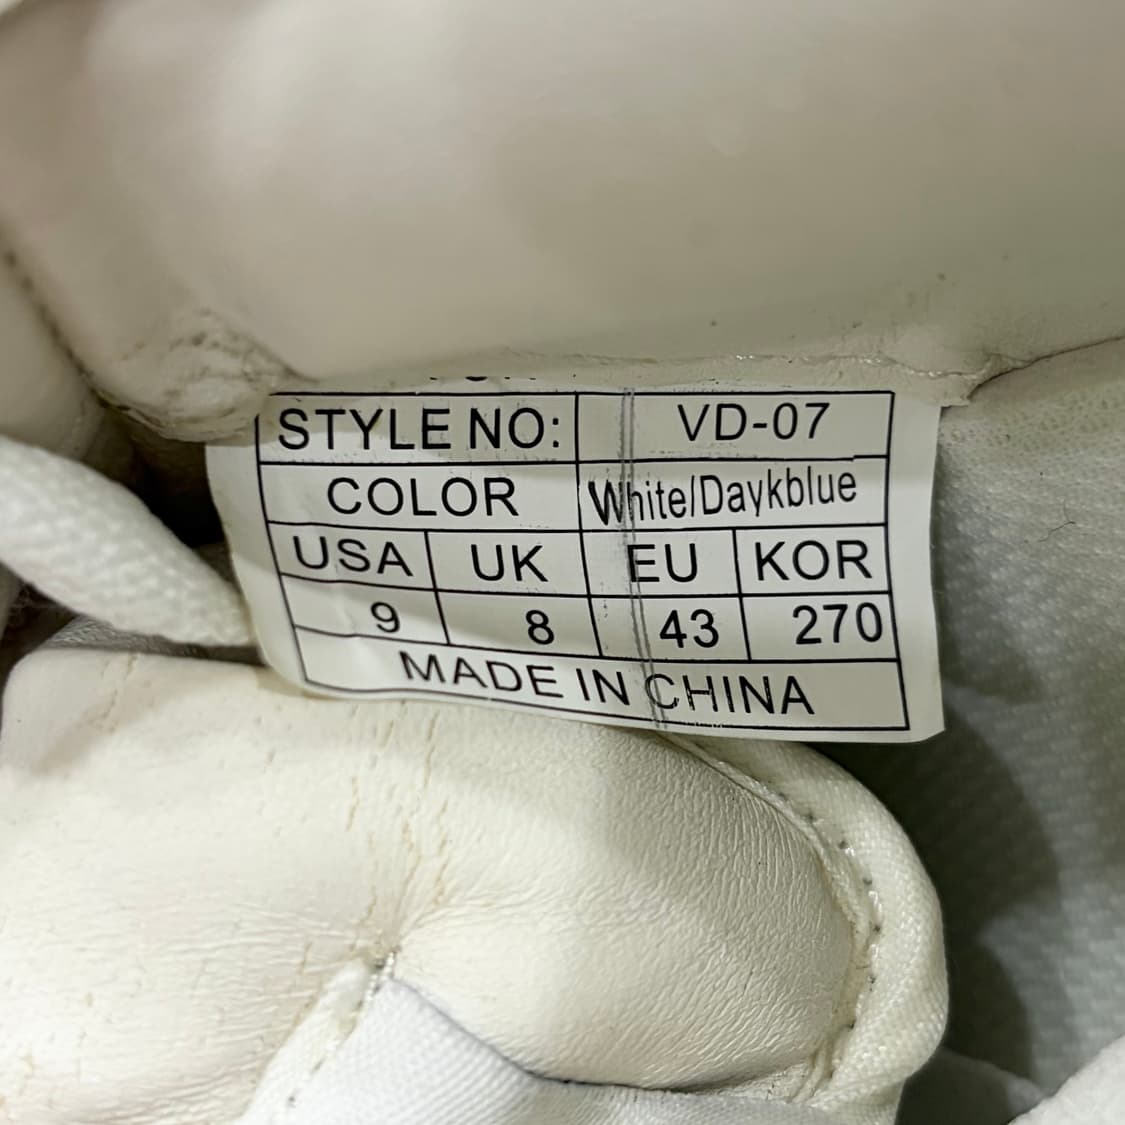 STYLE NO: VD-07
COLOR White/Daykblue
USA UK EU KOR
9 8 43 270
MADE IN CHINA